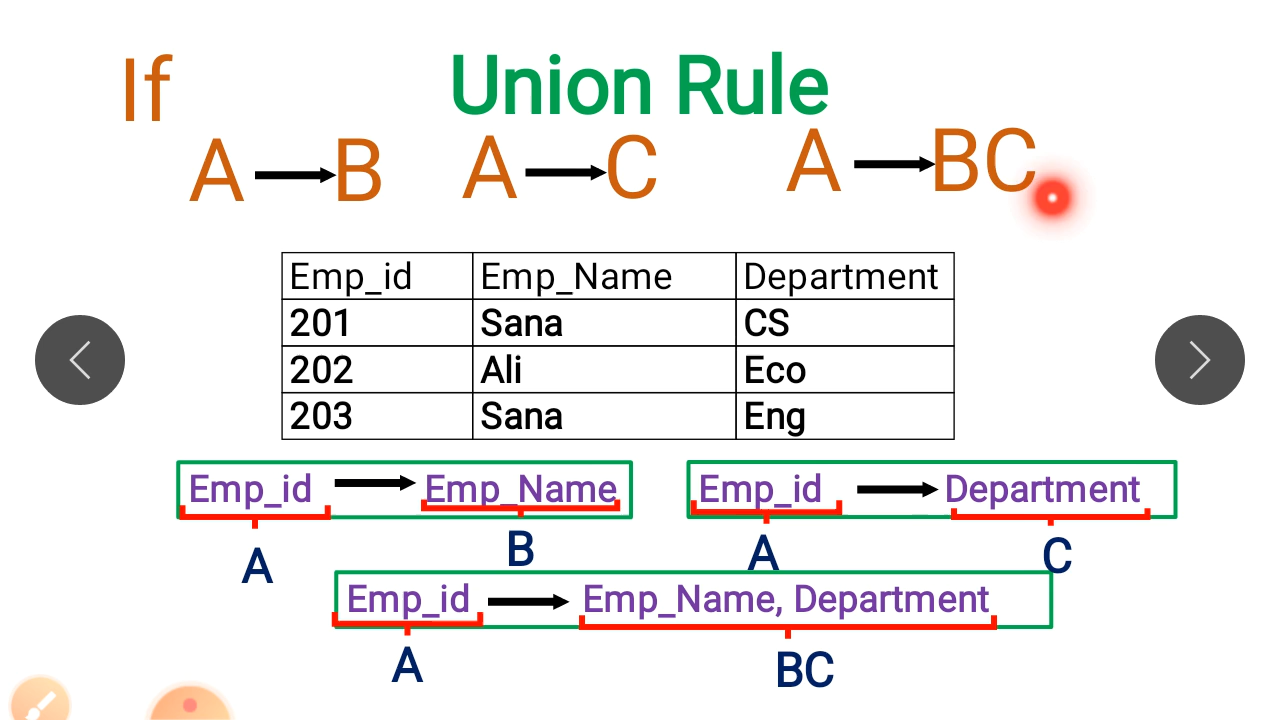 If Union Rule
A → B A → C A → BC
Emp_id Emp_Name Department
201 Sana CS
202 Ali Eco
203 Sana Eng
Emp_id → Emp_Name Emp_id → Department
A B A C
Emp_id → Emp_Name, Department
A BC